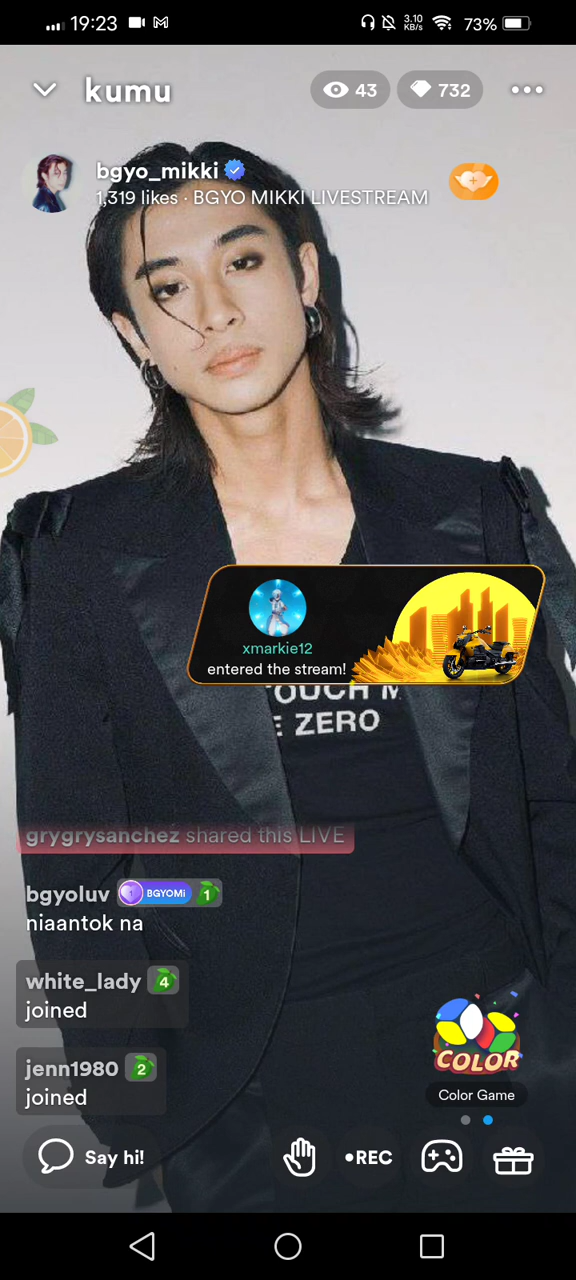 19:23
3.10
KB/s
73%
kumu
43
732
bgyo_mikki
1,319 likes · BGYO MIKKI LIVESTREAM
xmarkie12
entered the stream!
TOUCH M
E ZERO
grygrysanchez shared this LIVE
bgyoluv 1 BGYOMi 1
niaantok na
white_lady 4
joined
jenn1980 2
joined
COLOR
Color Game
Say hi!
•REC